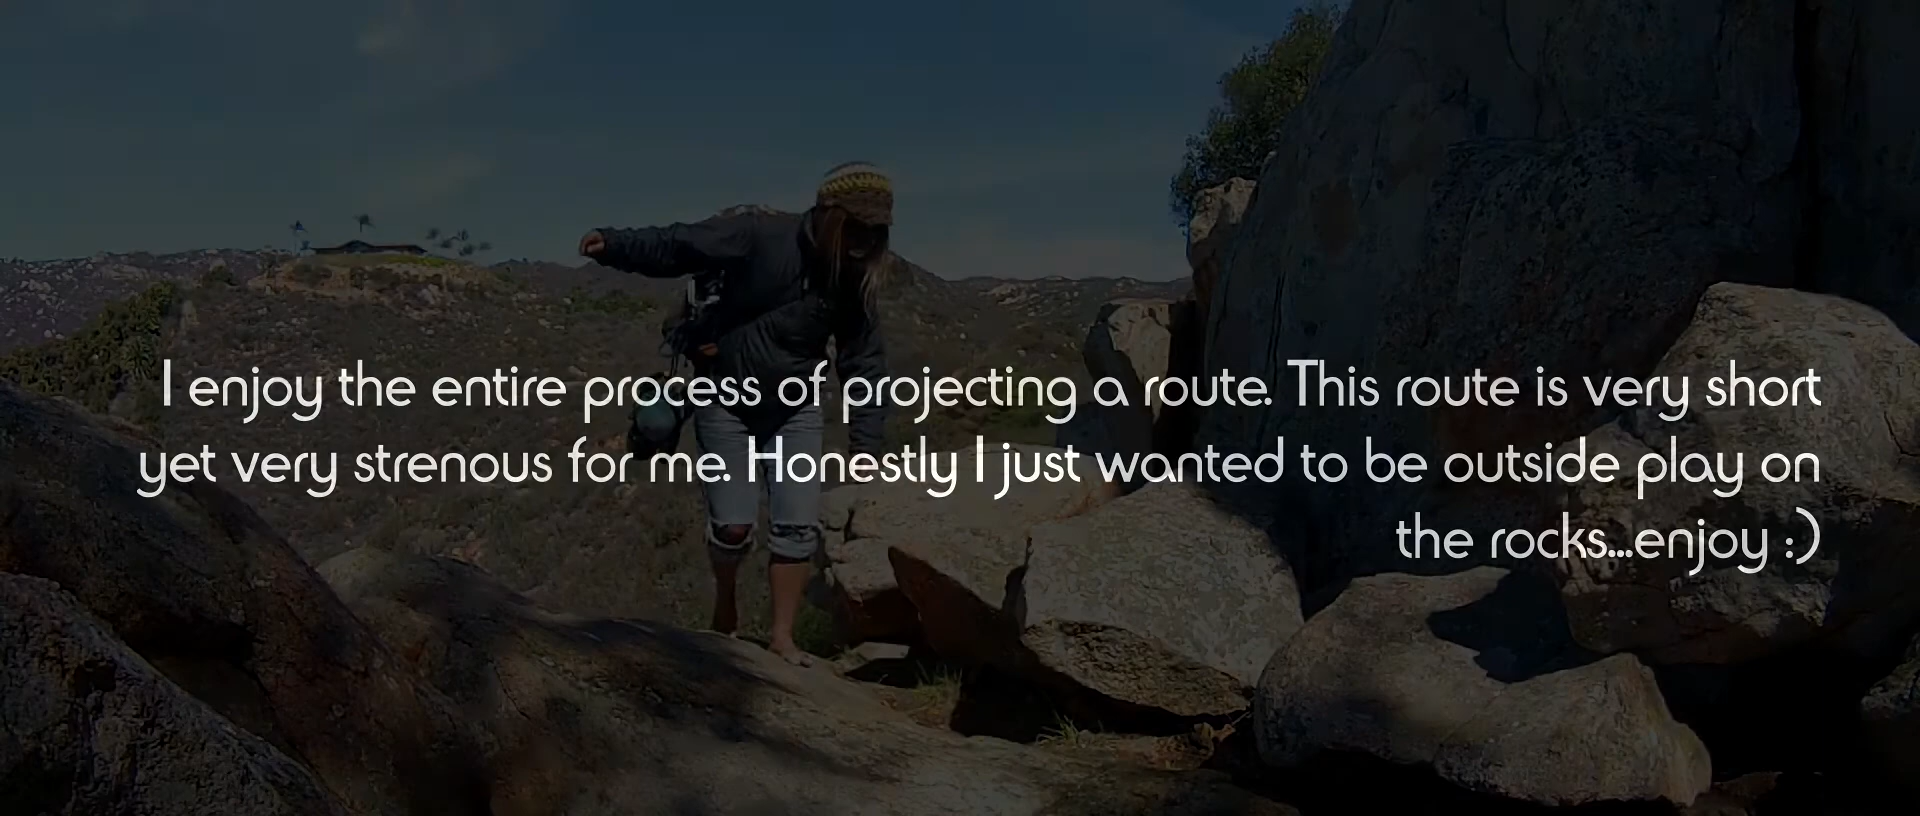 I enjoy the entire process of projecting a route. This route is very short
yet very strenous for me. Honestly I just wanted to be outside play on
the rocks...enjoy :)